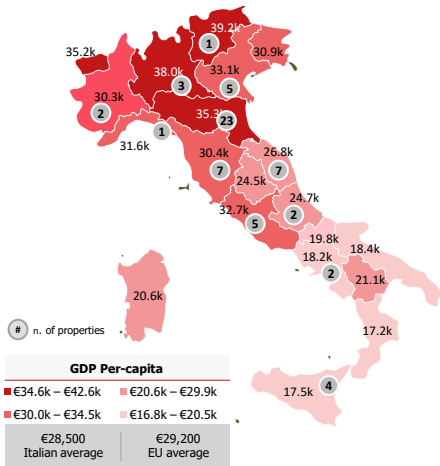 39.2k
1
35.2k
30.9k
38.0k
33.1k
3
5
30.3k
2
35.3k
23
1
31.6k
30.4k
26.8k
7
7
24.5k
24.7k
2
32.7k
5
19.8k
18.4k
18.2k
2
21.1k
20.6k
17.2k
# n. of properties
17.5k
4
GDP Per-capita
€34.6k – €42.6k €20.6k – €29.9k
€30.0k – €34.5k €16.8k – €20.5k
€28,500 €29,200
Italian average EU average